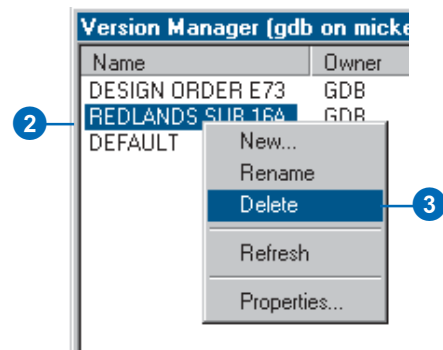 Version Manager (gdb on micke
Name Owner
DESIGN ORDER E73 GDB
2 REDLANDS SUB 16A GDB
DEFAULT
New...
Rename
Delete 3
Refresh
Properties...